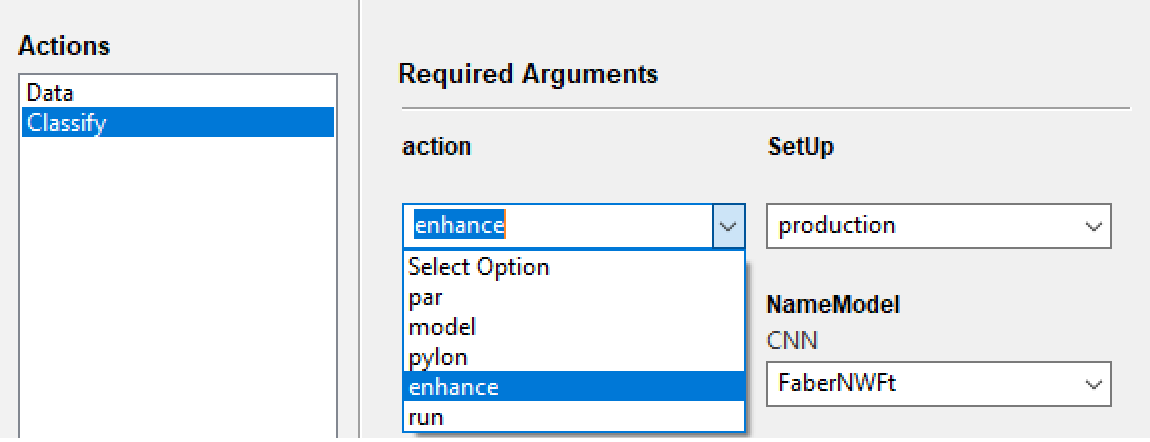 Actions
Data
Classify
Required Arguments
action
enhance
Select Option
par
model
pylon
enhance
run
SetUp
production
NameModel
CNN
FaberNWFt